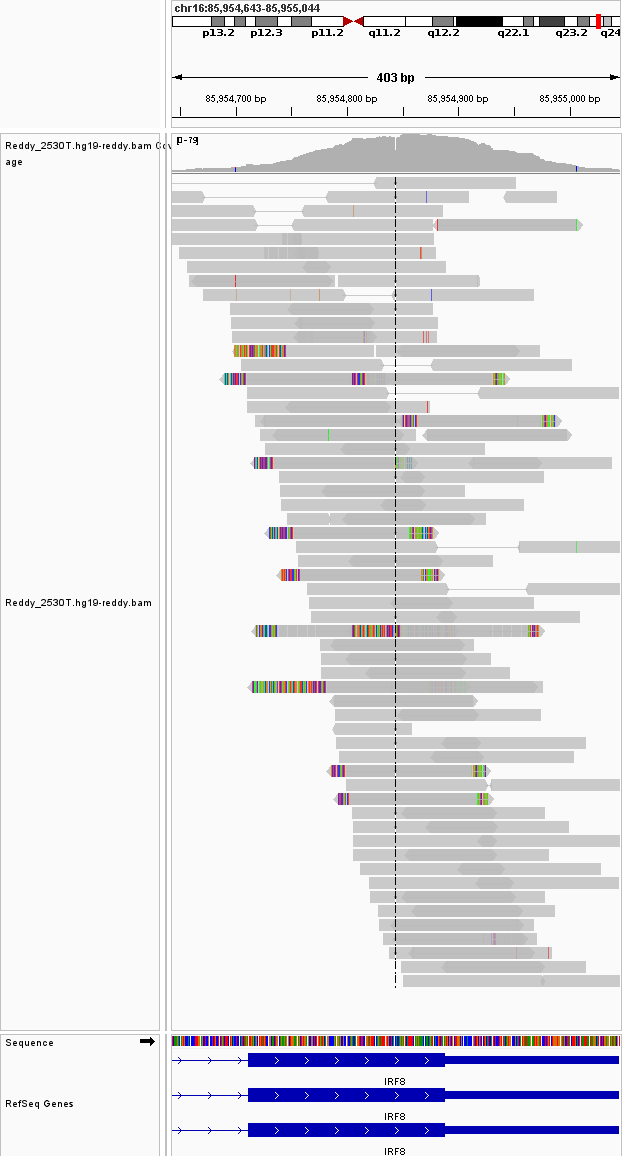 chr16:85,954,643-85,955,044
p13.2 p12.3 p11.2 q11.2 q12.2 q22.1 q23.2 q24
403 bp
85,954,700 bp 85,954,800 bp 85,954,900 bp 85,955,000 bp
[0-79]
Reddy_2530T.hg19-reddy.bam Cov
age
Reddy_2530T.hg19-reddy.bam
Sequence
IRF8
RefSeq Genes
IRF8
IRF8